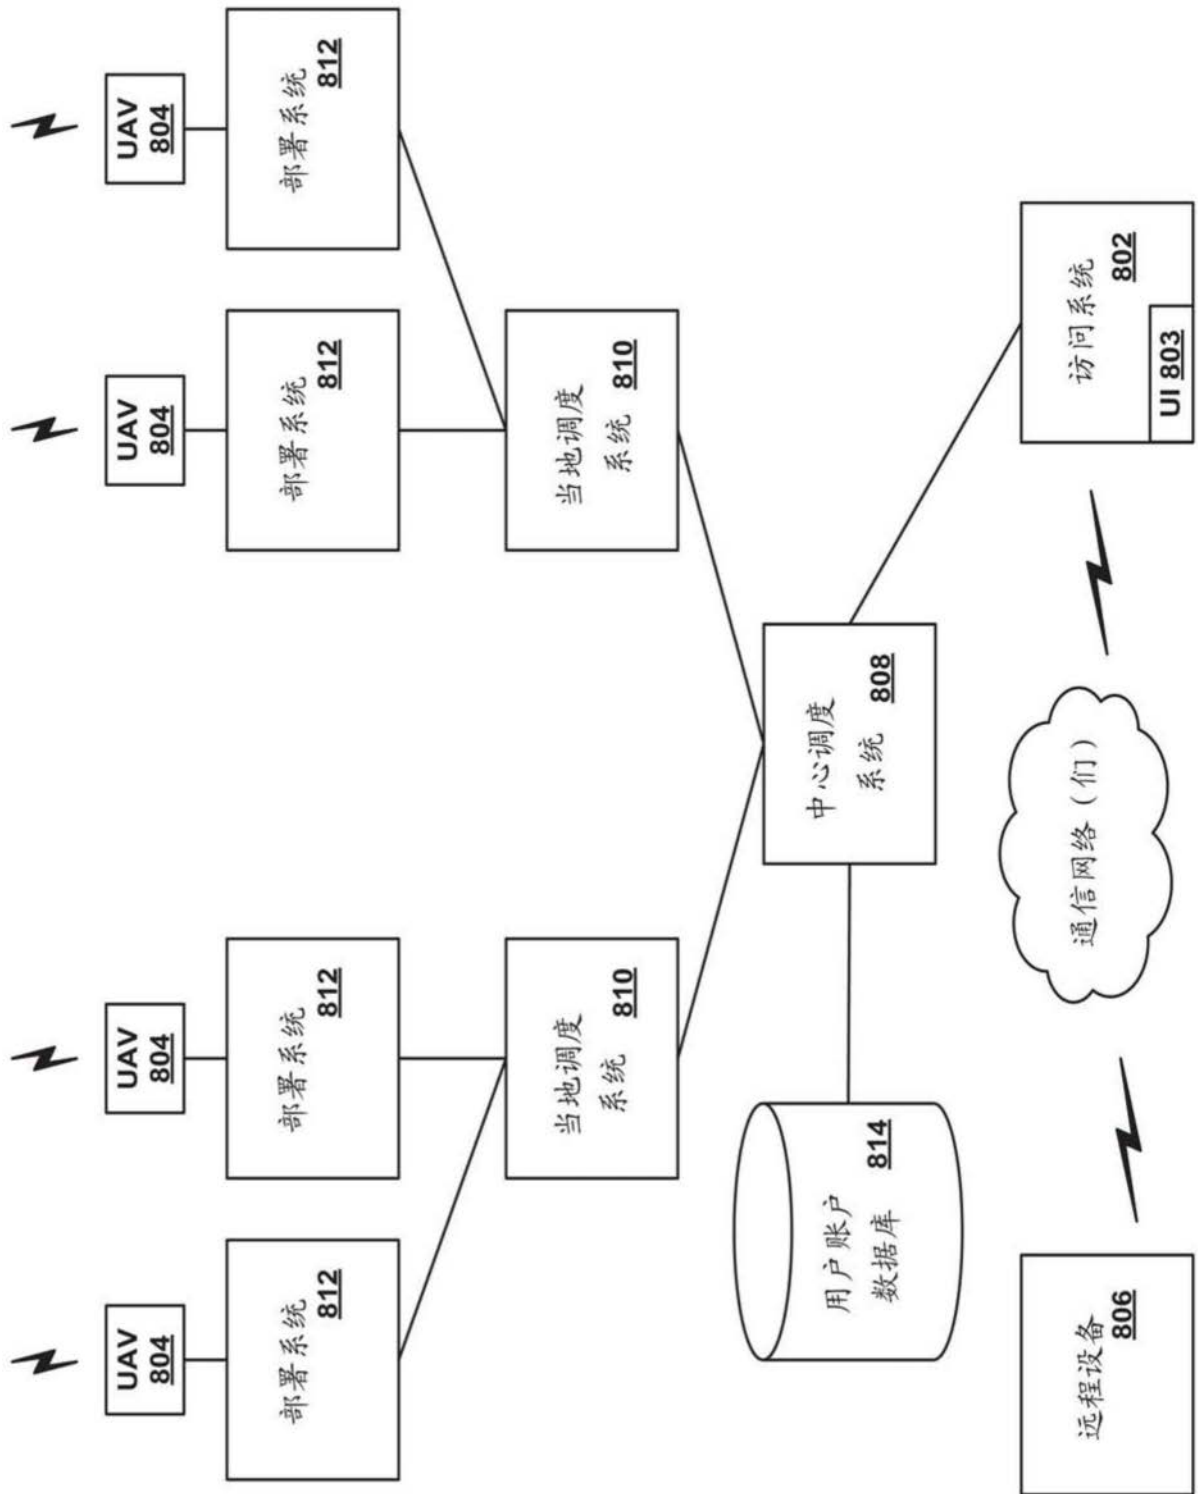 UAV
804
UAV
804
UAV
804
UAV
804
部署系统
812
部署系统
812
部署系统
812
部署系统
812
当地调度
系统 810
当地调度
系统 810
用户账户
数据库 814
中心调度
系统 808
远程设备
806
通信网络（们）
访问系统
802
UI 803